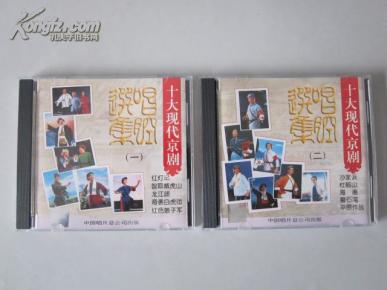 Kongfz.com
孔夫子旧书网
十大现代京剧
唱腔
选集
(一)
红灯记
智取威虎山
龙江颂
奇袭白虎团
红色娘子军
中国唱片总公司出版
十大现代京剧
唱腔
选集
(二)
沙家浜
杜鹃山
海港
磐石湾
平原作战
中国唱片总公司出版